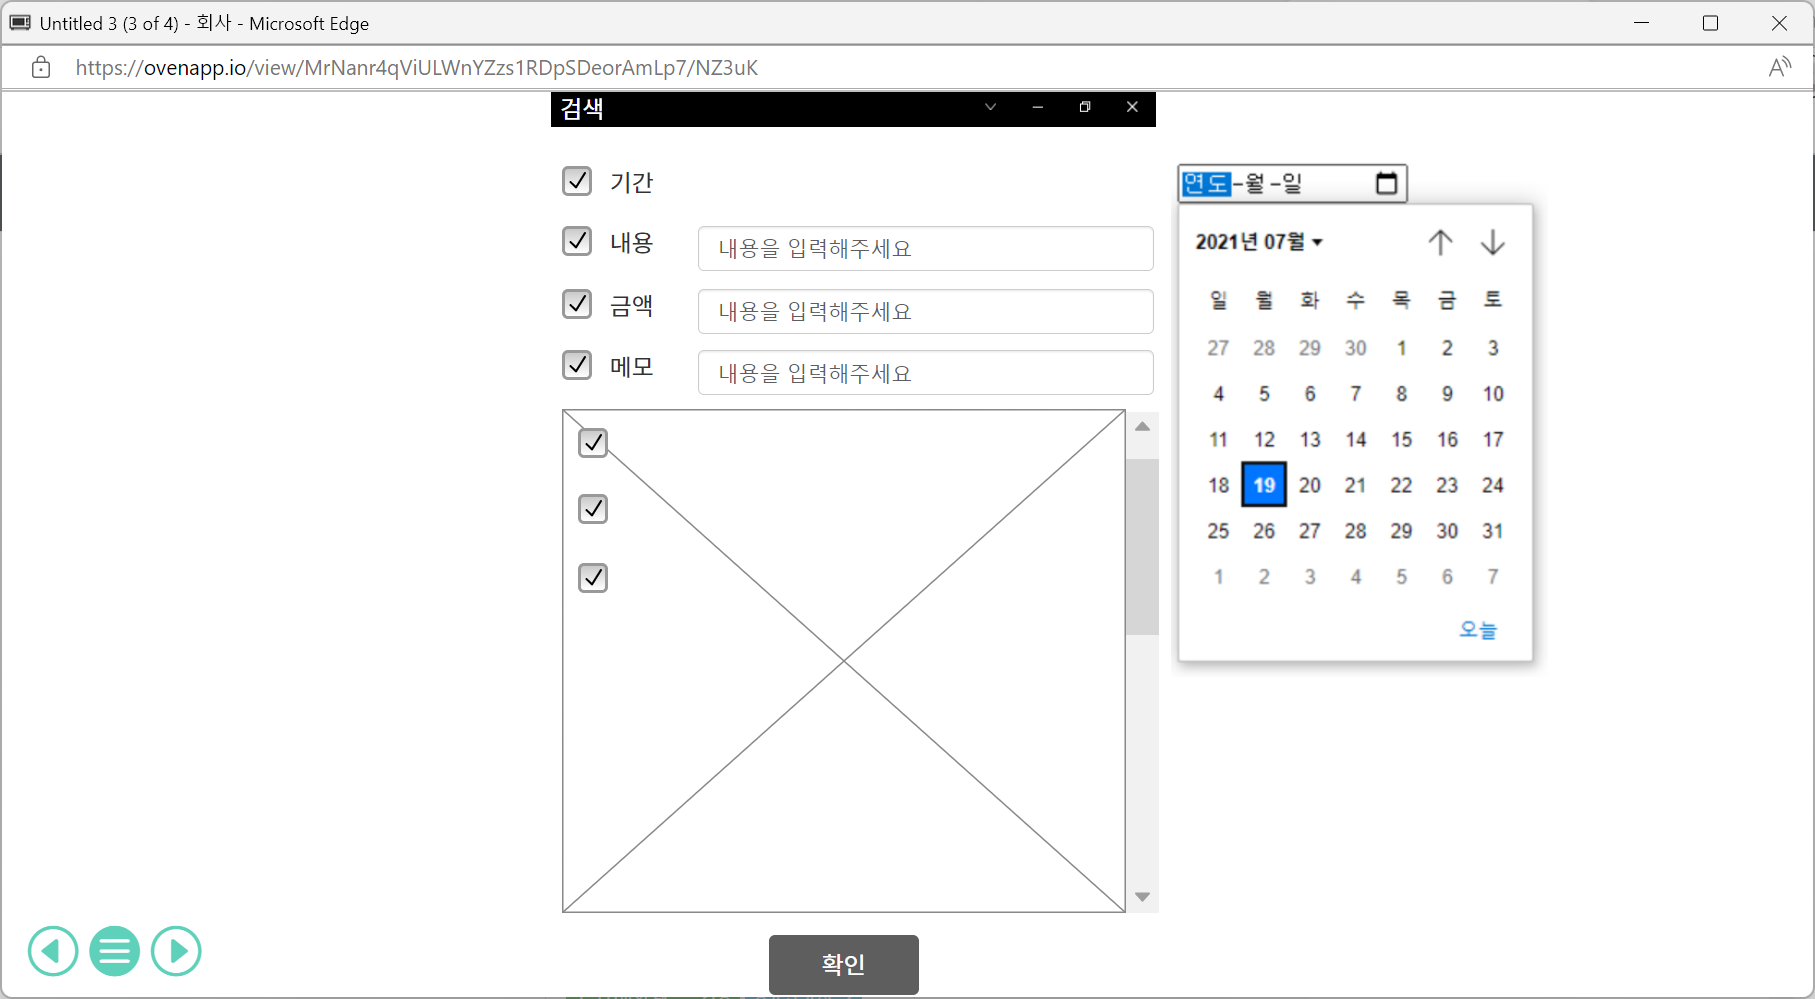 Untitled 3 (3 of 4) - 회사 - Microsoft Edge
https://ovenapp.io/view/MrNanr4qViULWnYZzs1RDpSDeorAmLp7/NZ3uK
검색
기간
내용 내용을 입력해주세요
금액 내용을 입력해주세요
메모 내용을 입력해주세요
확인
연도-월-일
2021년 07월
일 월 화 수 목 금 토
27 28 29 30 1 2 3
4 5 6 7 8 9 10
11 12 13 14 15 16 17
18 19 20 21 22 23 24
25 26 27 28 29 30 31
1 2 3 4 5 6 7
오늘